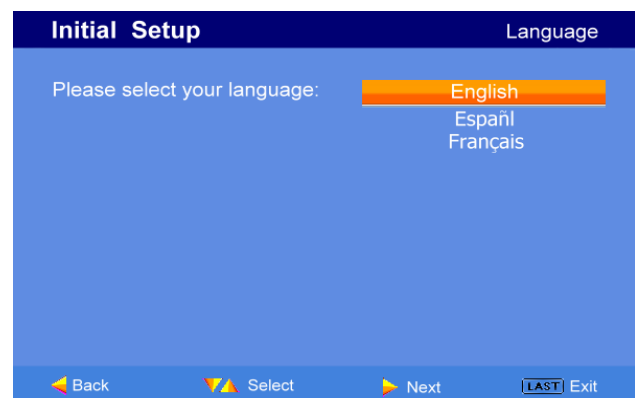 Initial Setup Language
Please select your language: English
Españl
Français
Back Select Next LAST Exit